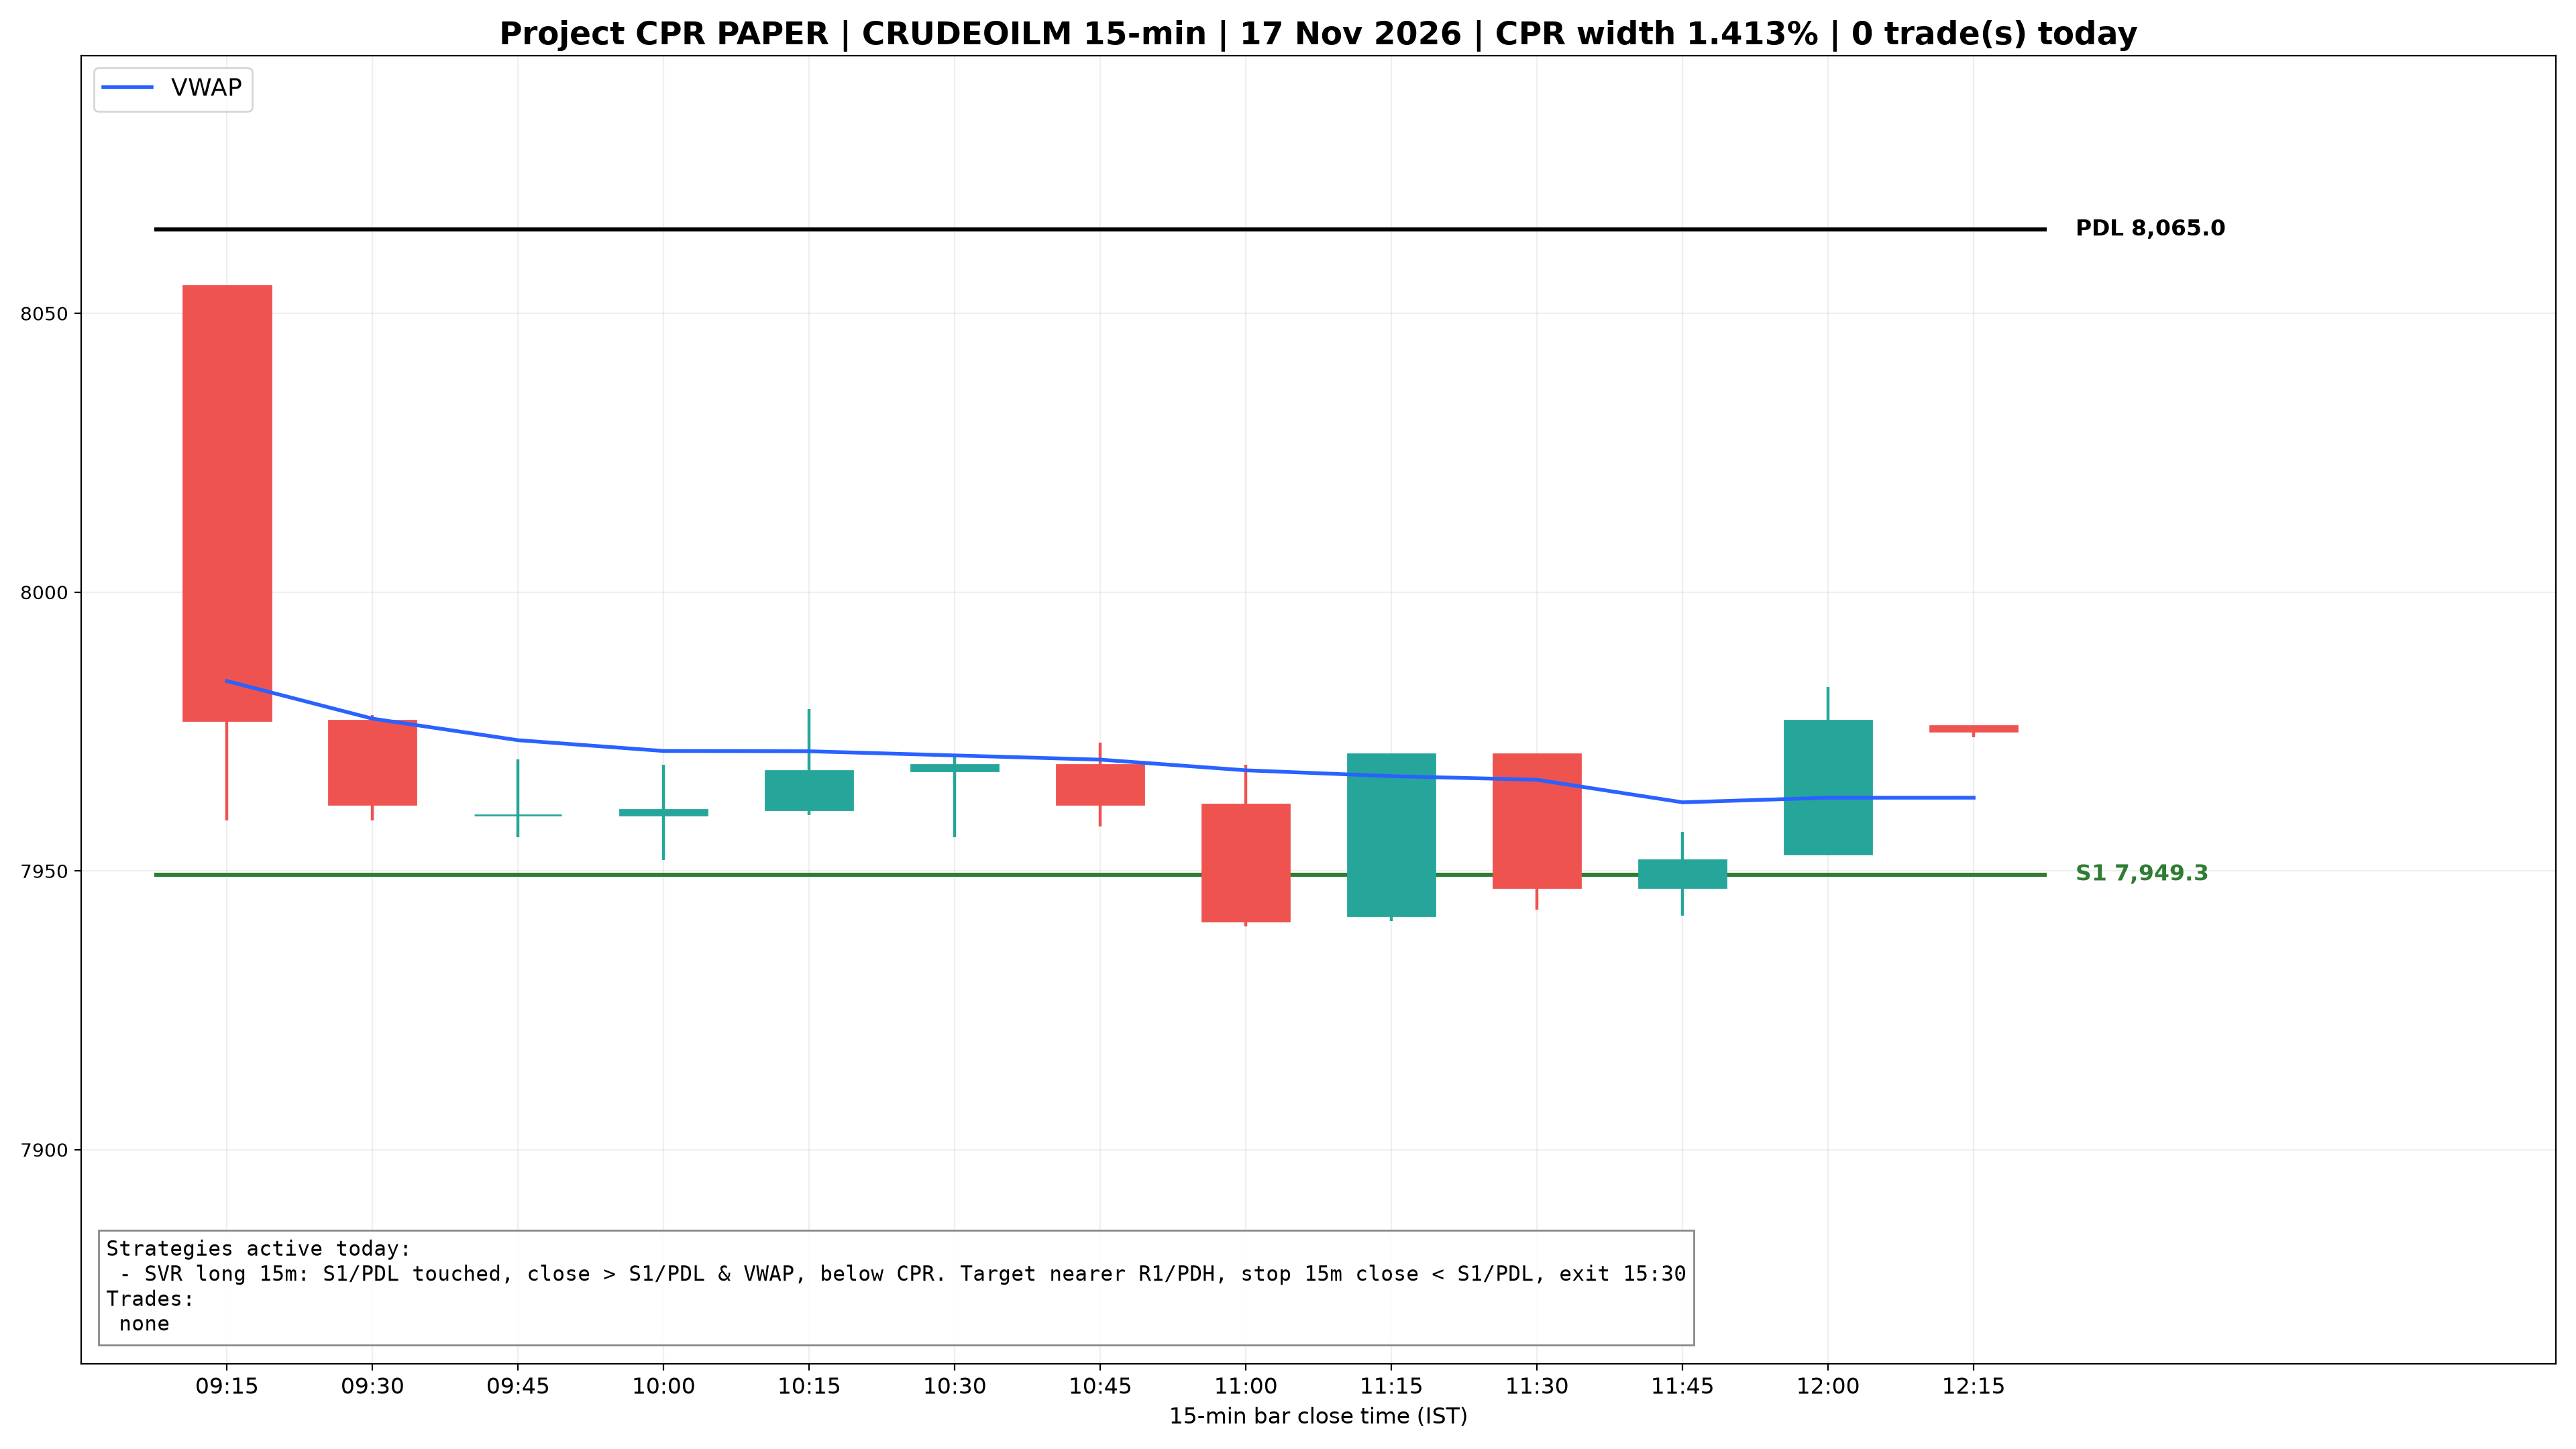 Project CPR PAPER | CRUDEOILM 15-min | 17 Nov 2026 | CPR width 1.413% | 0 trade(s) today
VWAP
PDL 8,065.0
8050
8000
7950
S1 7,949.3
7900
Strategies active today:
- SVR long 15m: S1/PDL touched, close > S1/PDL & VWAP, below CPR. Target nearer R1/PDH, stop 15m close < S1/PDL, exit 15:30
Trades:
none
09:15 09:30 09:45 10:00 10:15 10:30 10:45 11:00 11:15 11:30 11:45 12:00 12:15
15-min bar close time (IST)